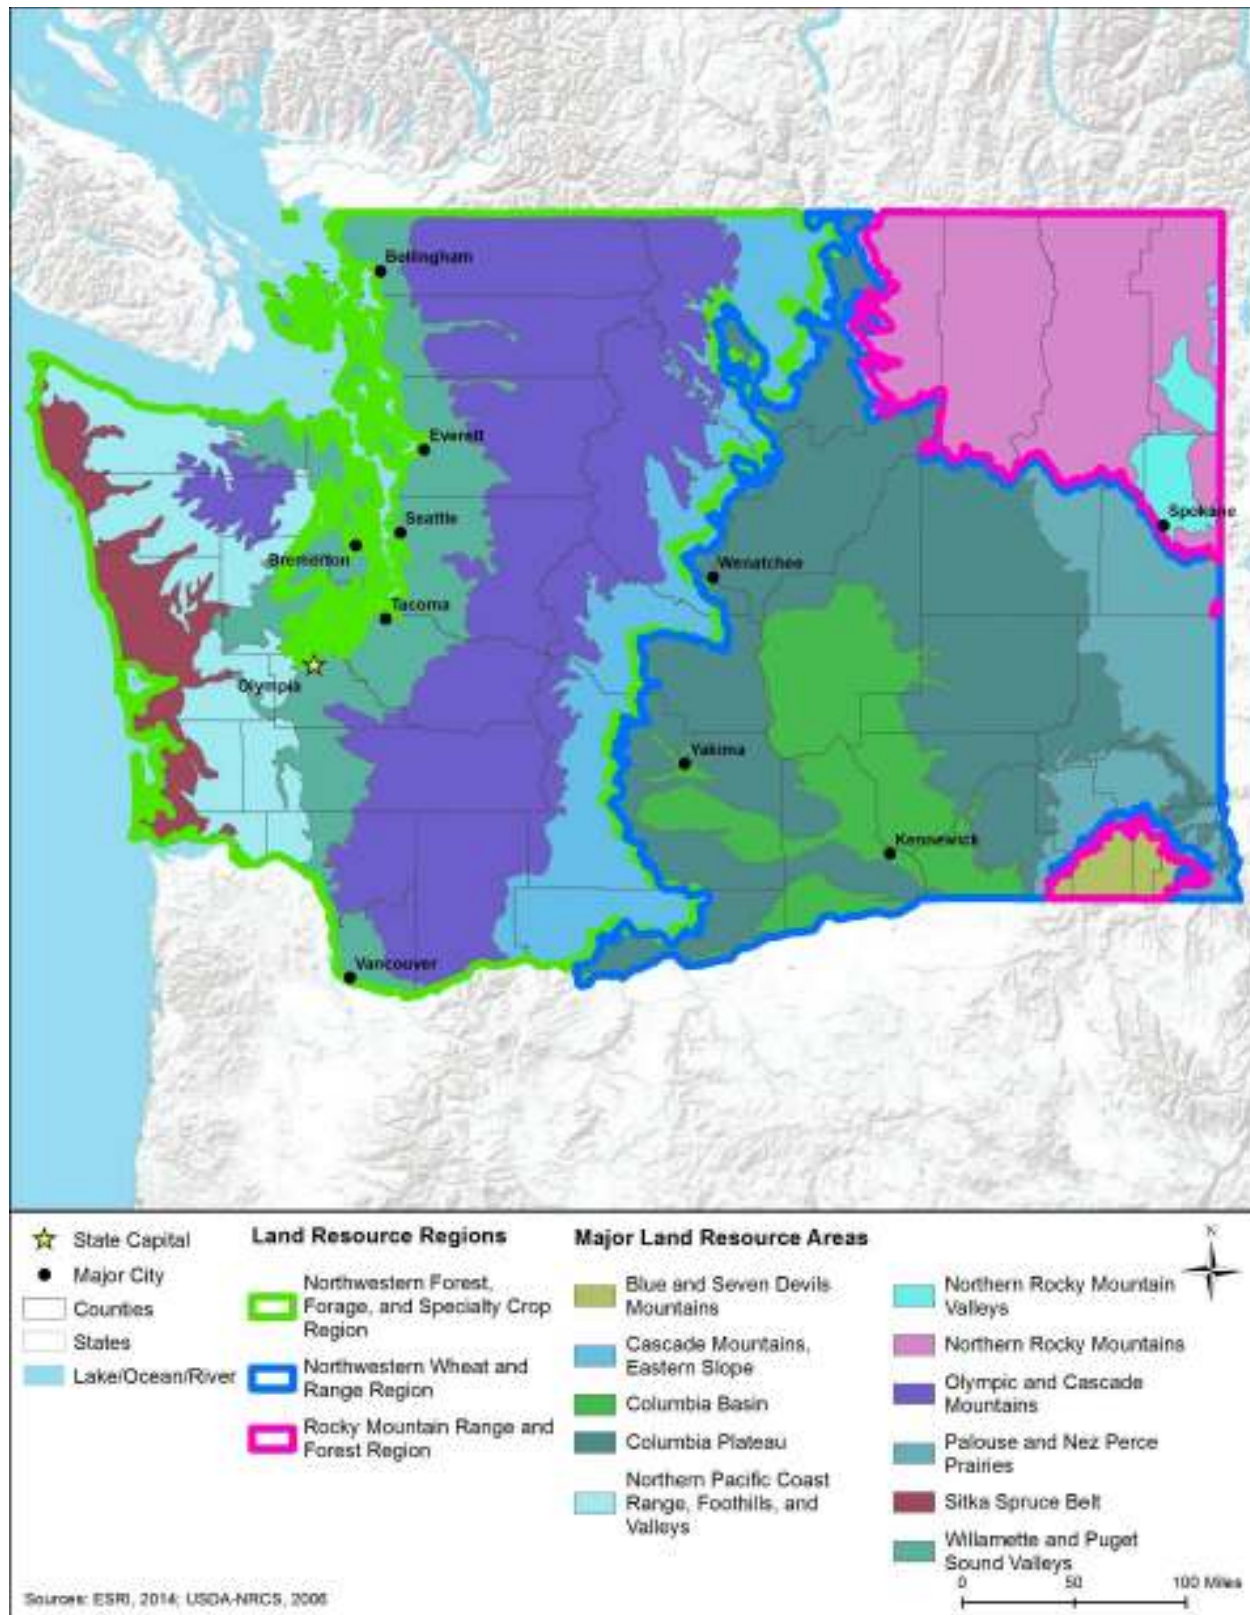 Bellingham
Everett
Seattle
Bremerton
Spokane
Wenatchee
Tacoma
Olympia
Yakima
Kennewick
Vancouver
State Capital
Major City
Counties
States
Lake/Ocean/River
Land Resource Regions
Northwestern Forest,
Forage, and Specialty Crop
Region
Northwestern Wheat and
Range Region
Rocky Mountain Range and
Forest Region
Major Land Resource Areas
Blue and Seven Devils
Mountains
Cascade Mountains,
Eastern Slope
Columbia Basin
Columbia Plateau
Northern Pacific Coast
Range, Foothills, and
Valleys
Northern Rocky Mountain
Valleys
Northern Rocky Mountains
Olympic and Cascade
Mountains
Palouse and Nez Perce
Prairies
Sitka Spruce Belt
Willamette and Puget
Sound Valleys
N
0 50 100 Miles
Sources: ESRI, 2014; USDA-NRCS, 2006